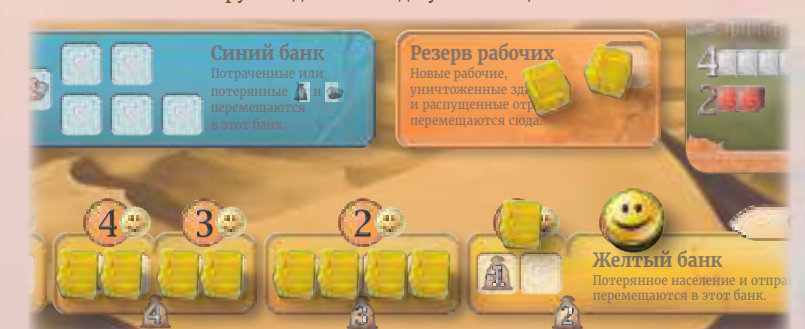 Синий банк
Потраченные или
потерянные и
перемещаются
в этот банк.
Резерв рабочих
Новые рабочие,
уничтоженные
и распущенные
перемещаются сюда.
4
2
4
3
2
1
4
3
2
Желтый банк
Потерянное население и
перемещаются в этот банк.